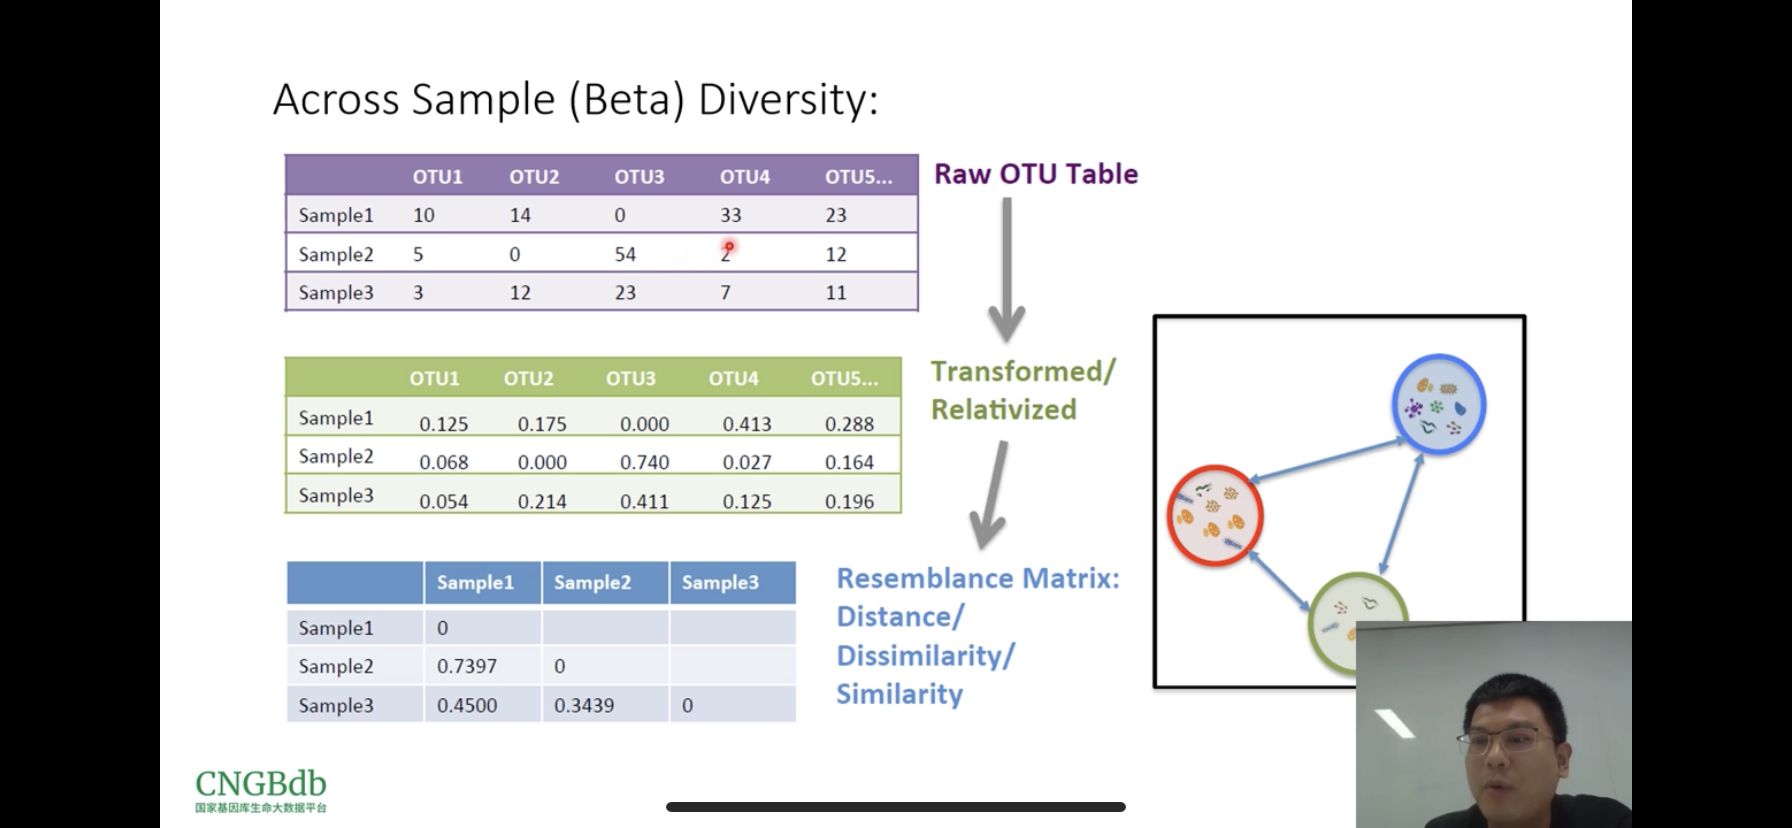 Across Sample (Beta) Diversity:
OTU1 OTU2 OTU3 OTU4 OTU5...
Sample1 10 14 0 33 23
Sample2 5 0 54 2 12
Sample3 3 12 23 7 11
Raw OTU Table
OTU1 OTU2 OTU3 OTU4 OTU5...
Sample1 0.125 0.175 0.000 0.413 0.288
Sample2 0.068 0.000 0.740 0.027 0.164
Sample3 0.054 0.214 0.411 0.125 0.196
Transformed/
Relativized
Sample1 Sample2 Sample3
Sample1 0
Sample2 0.7397 0
Sample3 0.4500 0.3439 0
Resemblance Matrix:
Distance/
Dissimilarity/
Similarity
CNGBdb
国家基因库生命大数据平台